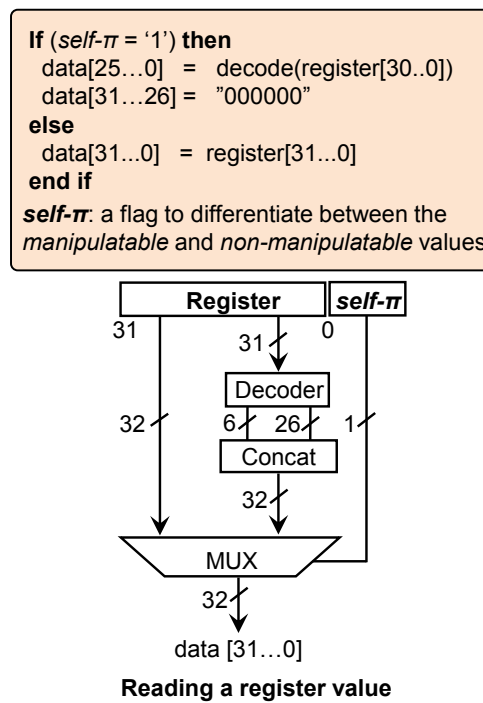 If (self-π = ‘1’) then
data[25…0] = decode(register[30..0])
data[31…26] = ”000000”
else
data[31...0] = register[31...0]
end if
self-π: a flag to differentiate between the
manipulatable and non-manipulatable values
Register self-π
31 0
31
Decoder
32 6 26 1
Concat
32
MUX
32
data [31…0]
Reading a register value